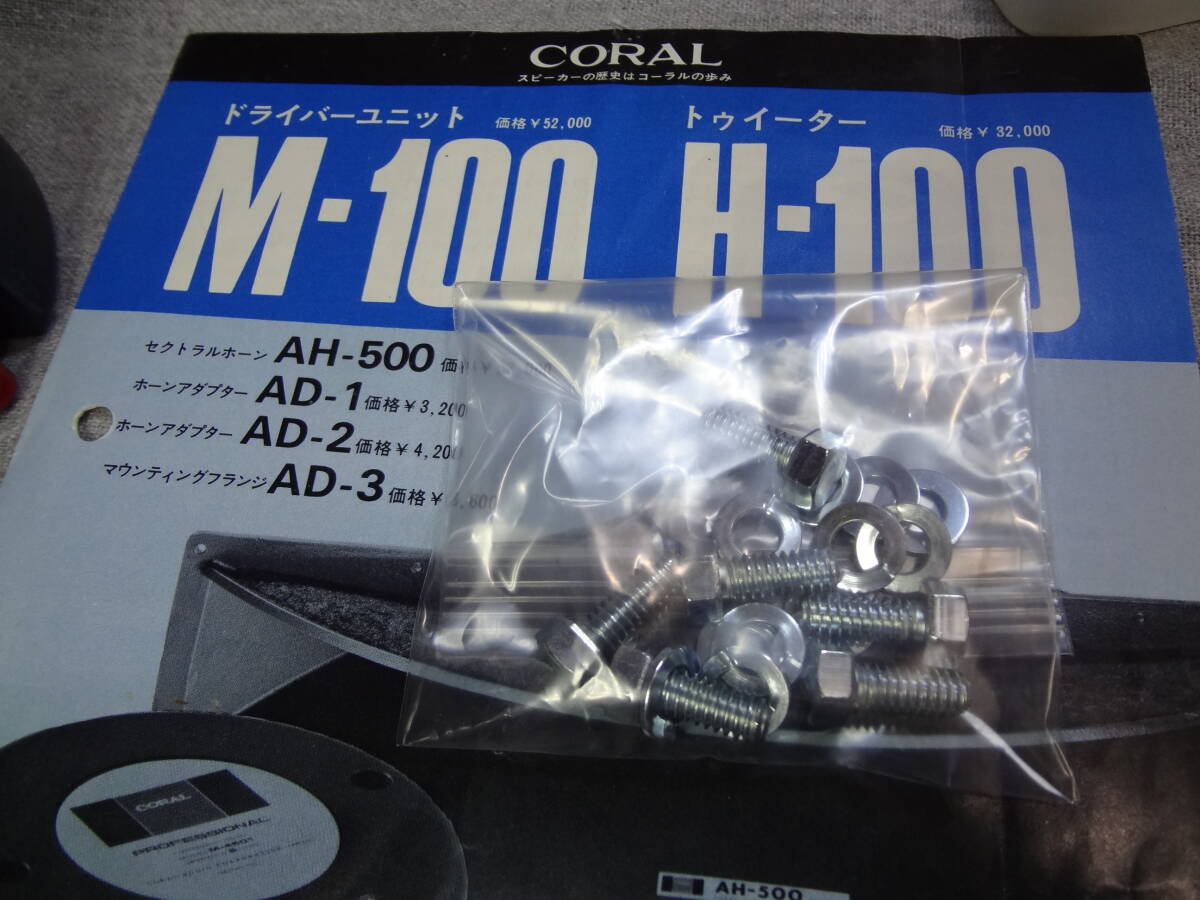 CORAL
スピーカーの歴史はコーラルの歩み
ドライバーユニット 価格¥52,000
M-100
トゥイーター 価格¥32,000
H-100
セクトラルホーン AH-500 価
ホーンアダプター AD-1 価格¥3,200
ホーンアダプター AD-2 価格¥4,200
マウンティングフランジ AD-3 価格¥
CORAL
PROFESSIONAL
AH-500